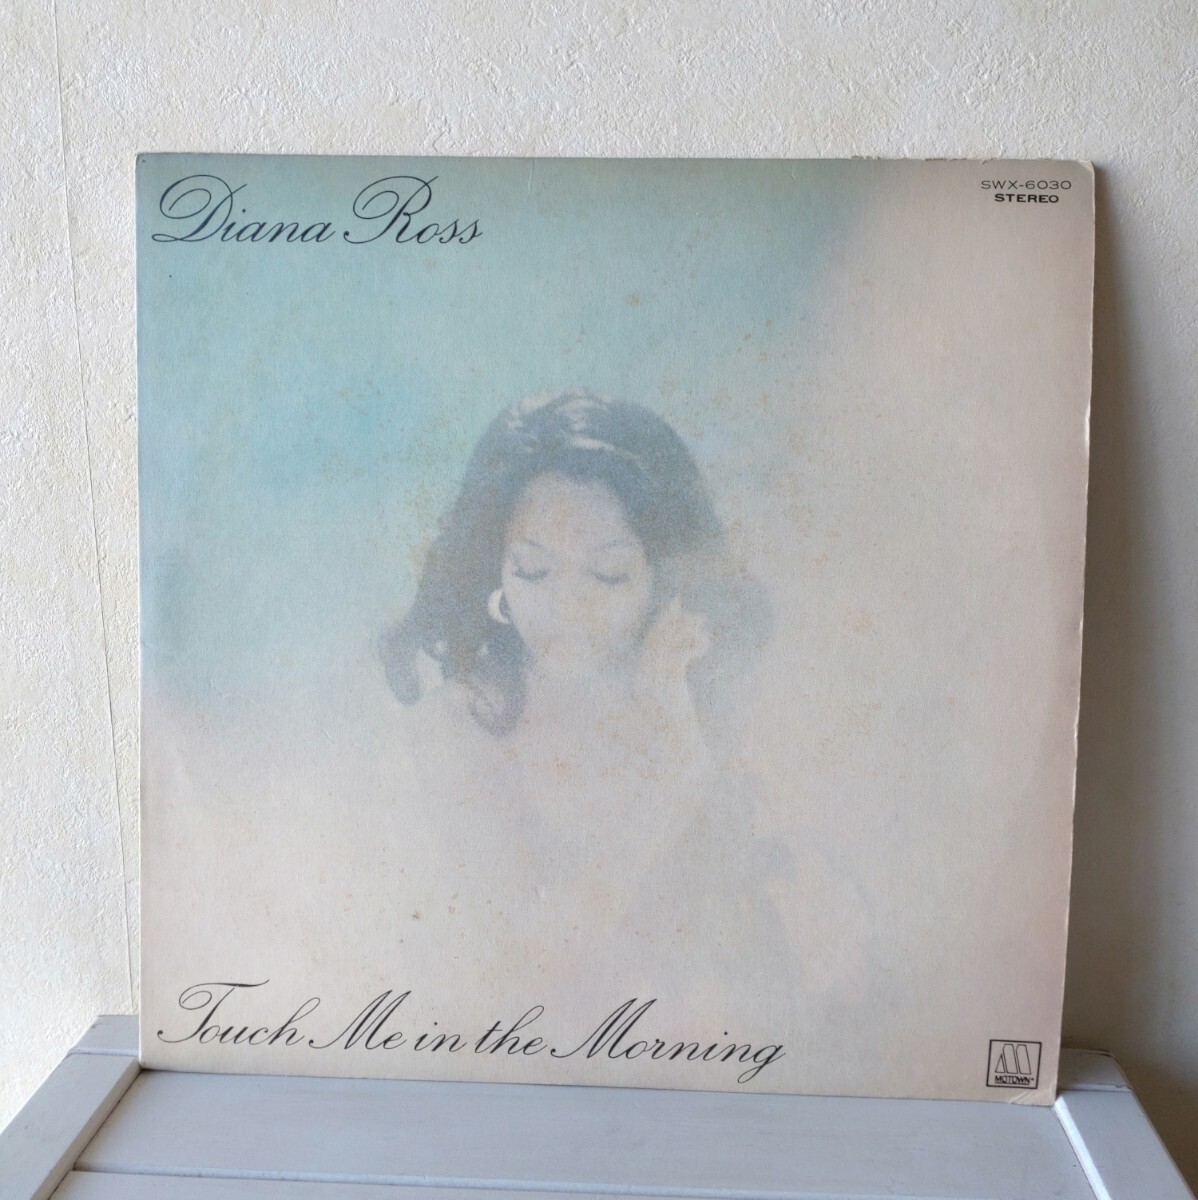 Diana Ross
SWX-6030
STEREO
Touch Me in the Morning
MOTOWN